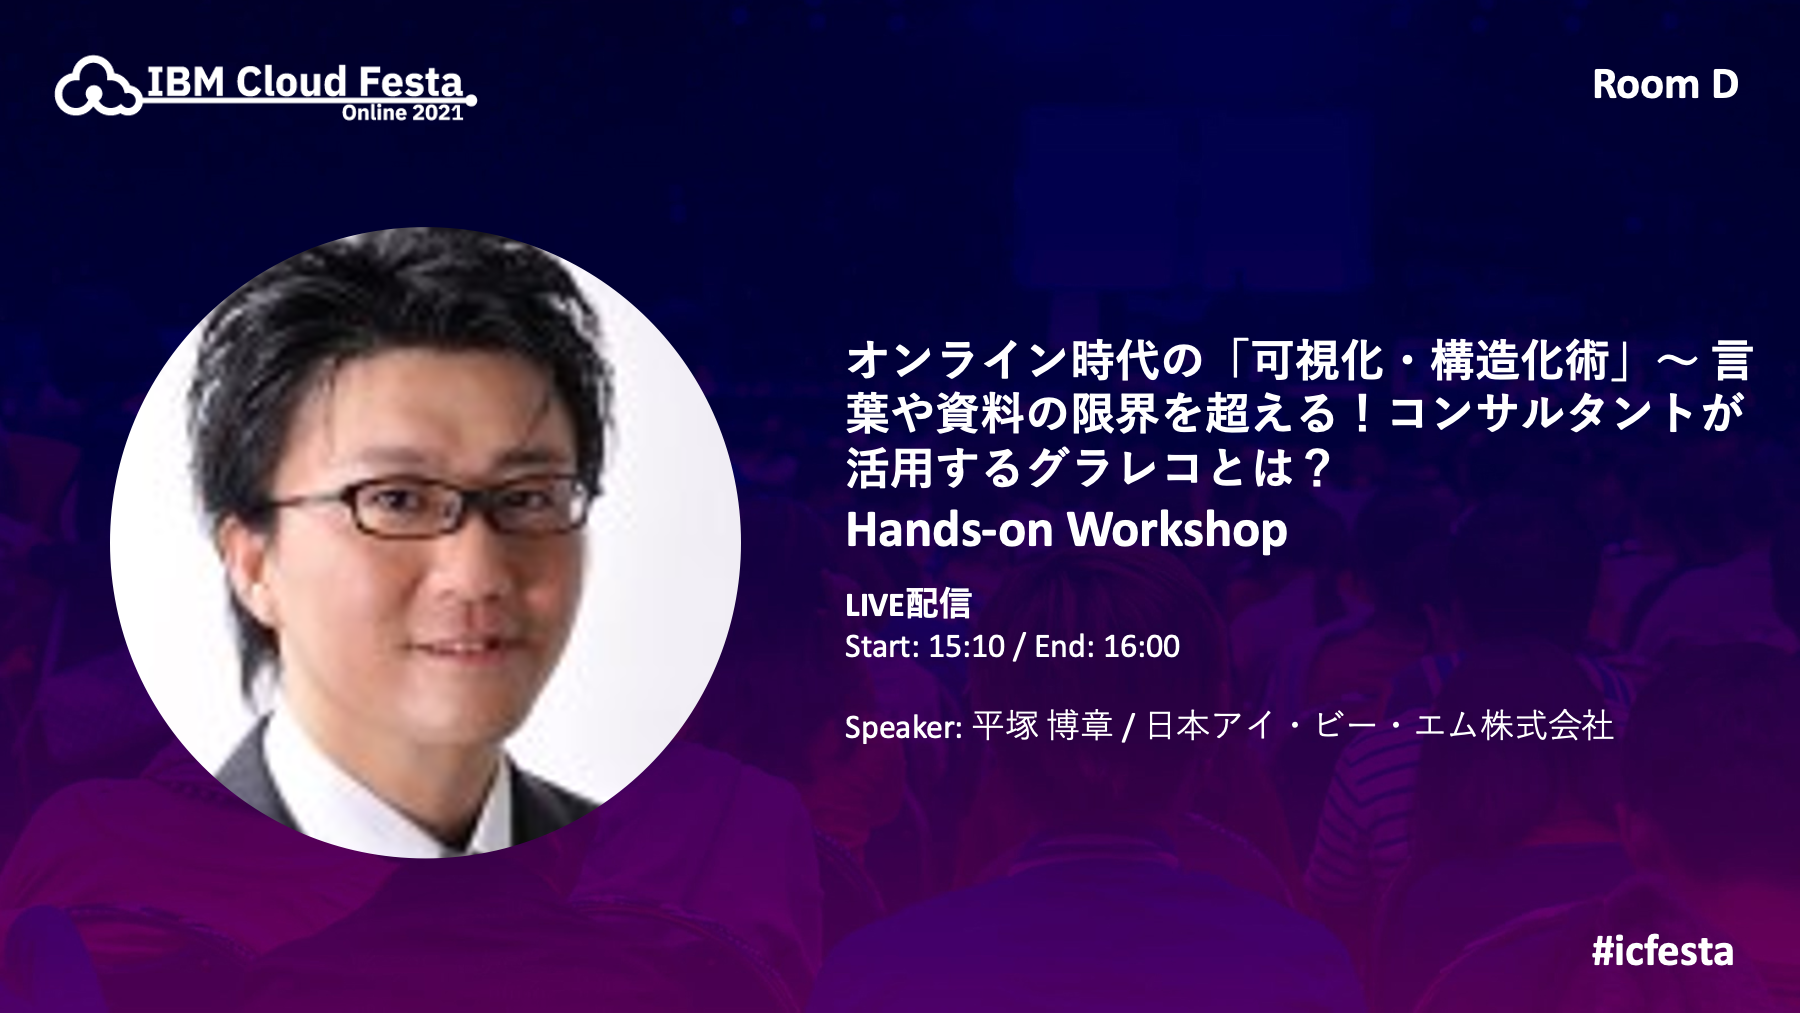 IBM Cloud Festa
Online 2021
Room D
オンライン時代の「可視化・構造化術」〜 言
葉や資料の限界を超える！コンサルタントが
活用するグラレコとは？
Hands-on Workshop
LIVE配信
Start: 15:10 / End: 16:00
Speaker: 平塚 博章 / 日本アイ・ビー・エム株式会社
#icfesta